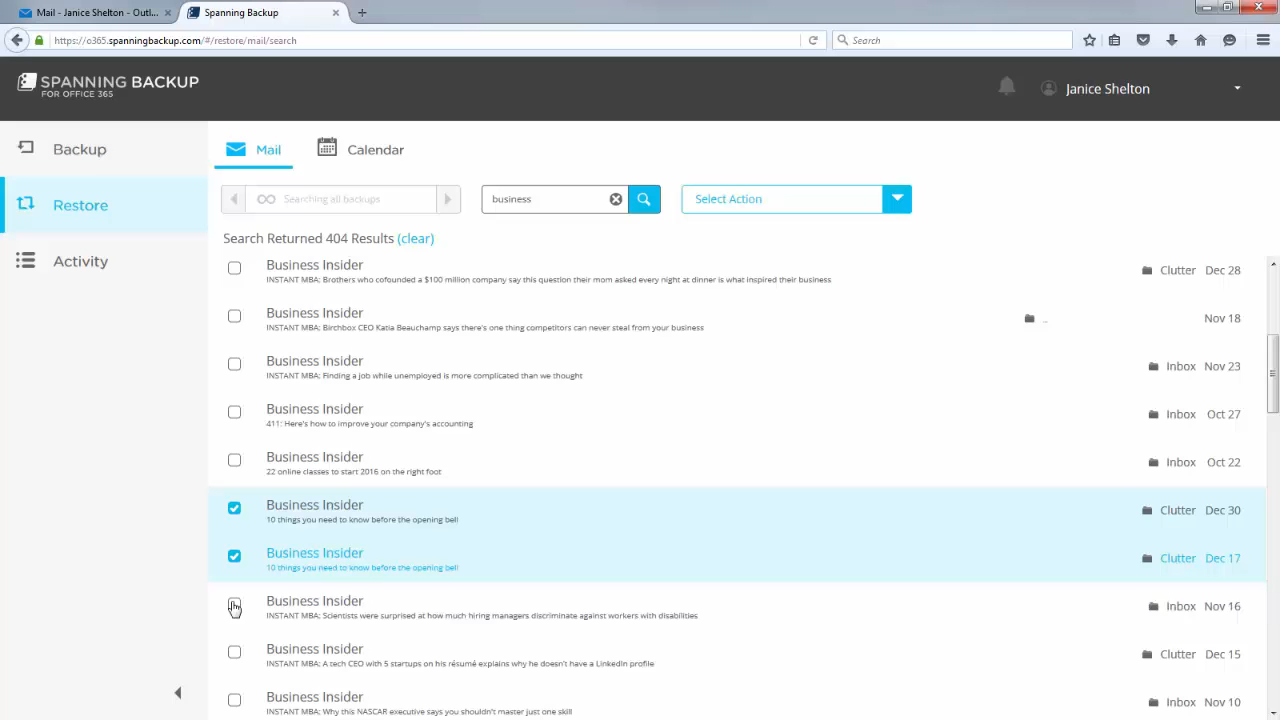 Mail - Janice Shelton - Outl...
Spanning Backup
https://o365.spanningbackup.com/#/restore/mail/search
Search
SPANNING BACKUP
FOR OFFICE 365
Janice Shelton
Backup
Restore
Activity
Mail
Calendar
Searching all backups
business
Select Action
Search Returned 404 Results (clear)
Business Insider
INSTANT MBA: Brothers who cofounded a $100 million company say this question their mom asked every night at dinner is what inspired their business
Clutter Dec 28
Business Insider
INSTANT MBA: Birchbox CEO Katia Beauchamp says there's one thing competitors can never steal from your business
.. Nov 18
Business Insider
INSTANT MBA: Finding a job while unemployed is more complicated than we thought
Inbox Nov 23
Business Insider
411: Here's how to improve your company's accounting
Inbox Oct 27
Business Insider
22 online classes to start 2016 on the right foot
Inbox Oct 22
Business Insider
10 things you need to know before the opening bell
Clutter Dec 30
Business Insider
10 things you need to know before the opening bell
Clutter Dec 17
Business Insider
INSTANT MBA: Scientists were surprised at how much hiring managers discriminate against workers with disabilities
Inbox Nov 16
Business Insider
INSTANT MBA: A tech CEO with 5 startups on his résumé explains why he doesn't have a LinkedIn profile
Clutter Dec 15
Business Insider
INSTANT MBA: Why this NASCAR executive says you shouldn't master just one skill
Inbox Nov 10